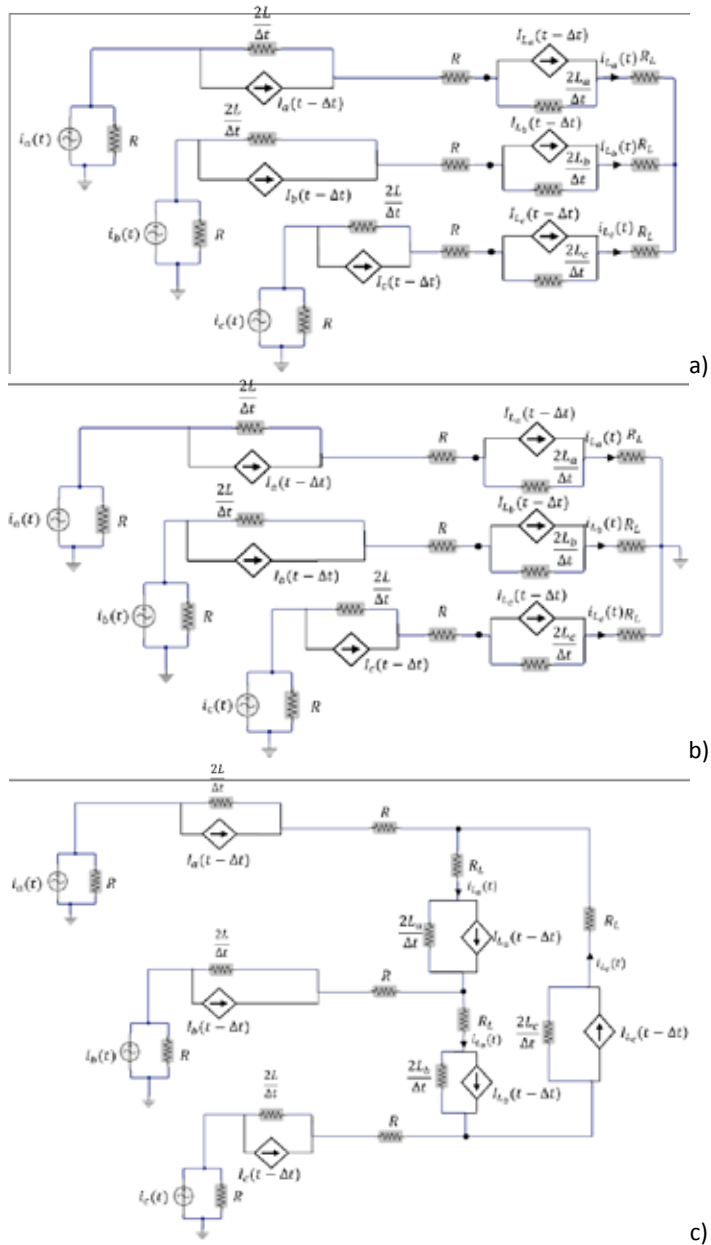 2L
Δt
R I_{L_a}(t − Δt) i_{L_a}(t) R_L
I_a(t − Δt) 2L_a
Δt
i_a(t) R
2L
Δt
R I_{L_b}(t − Δt) i_{L_b}(t) R_L
I_b(t − Δt) 2L_b
Δt
i_b(t) R
2L
Δt
R I_{L_c}(t − Δt) i_{L_c}(t) R_L
I_c(t − Δt) 2L_c
Δt
i_c(t) R
a)
2L
Δt
R I_{L_a}(t − Δt) i_{L_a}(t) R_L
I_a(t − Δt) 2L_a
Δt
i_a(t) R
2L
Δt
R I_{L_b}(t − Δt) i_{L_b}(t) R_L
I_b(t − Δt) 2L_b
Δt
i_b(t) R
2L
Δt
R I_{L_c}(t − Δt) i_{L_c}(t) R_L
I_c(t − Δt) 2L_c
Δt
i_c(t) R
b)
2L
Δt
R
I_a(t − Δt)
i_a(t) R
R_L
i_{L_a}(t)
2L_a
Δt
I_{L_a}(t − Δt)
R_L
i_{L_c}(t)
2L
Δt
R
I_b(t − Δt)
i_b(t) R
R_L
2L_b
Δt
I_{L_b}(t − Δt)
2L_c
Δt
I_{L_c}(t − Δt)
2L
Δt
R
I_c(t − Δt)
i_c(t) R
c)